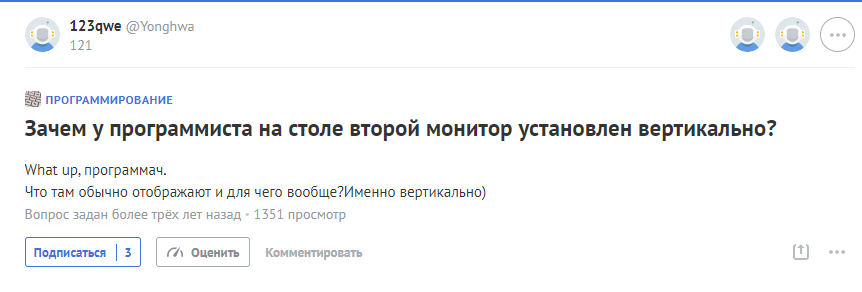 123qwe @Yonghwa
121
ПРОГРАММИРОВАНИЕ
Зачем у программиста на столе второй монитор установлен вертикально?
What up, програмач.
Что там обычно отображают и для чего вообще?Именно вертикально)
Вопрос задан более трёх лет назад • 1351 просмотр
Подписаться 3 Оценить Комментировать